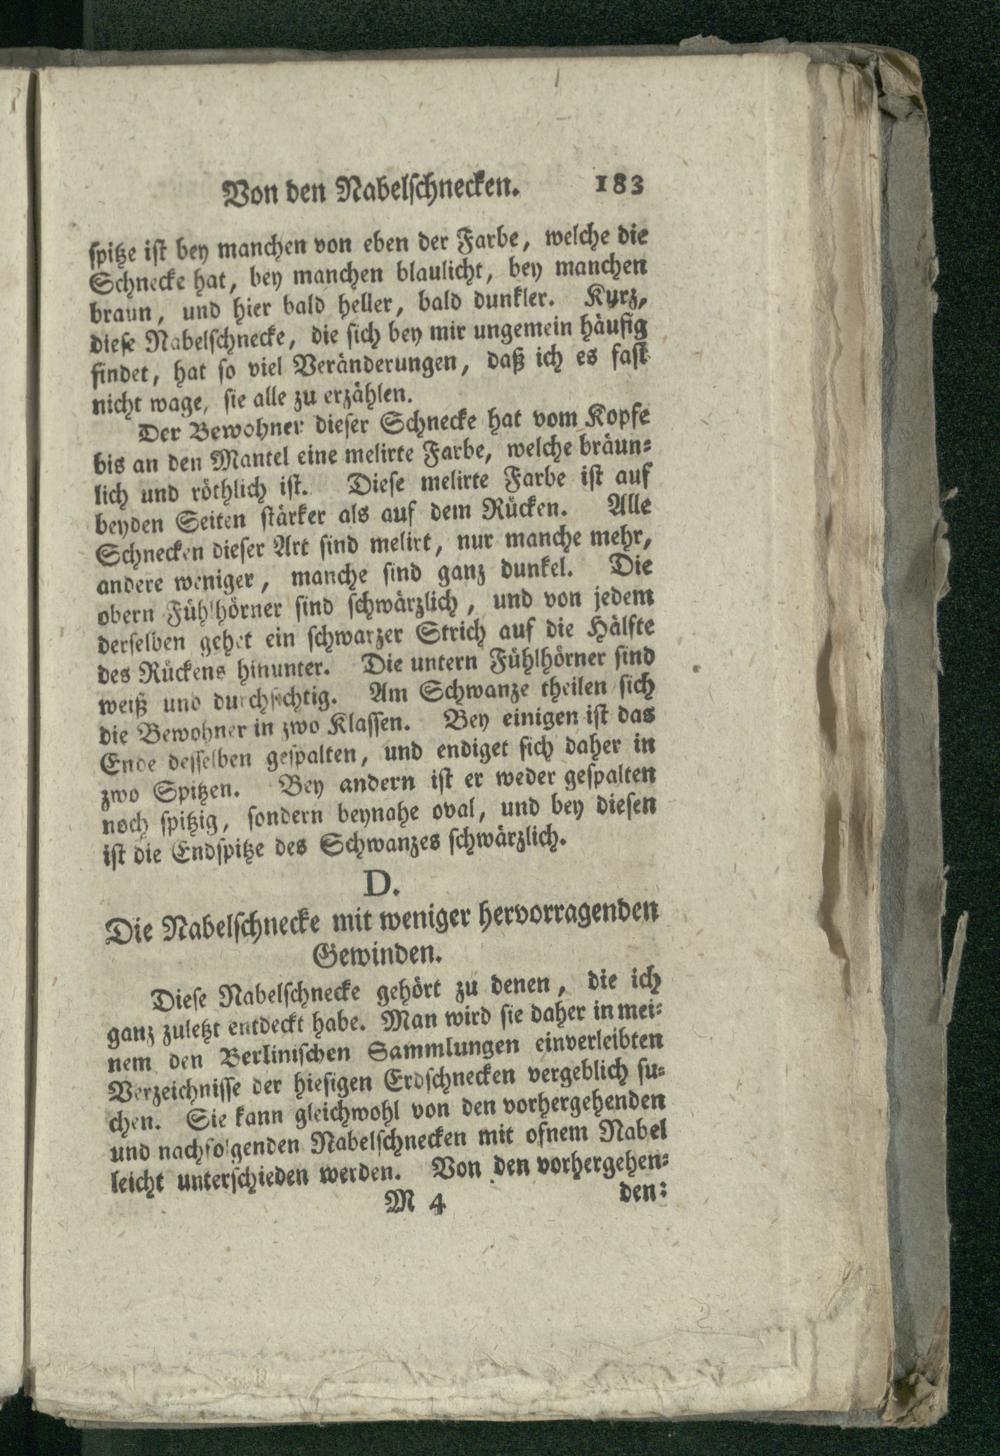 Von den Nabelschnecken. 183
spitze ist bey manchen von eben der Farbe, welche die
Schnecke hat, bey manchen blaulicht, bey manchen
braun, und hier bald heller, bald dunkler. Kurz,
diese Nabelschnecke, die sich bey mir ungemein häufig
findet, hat so viel Veränderungen, daß ich es fast
nicht wage, sie alle zu erzählen.
Der Bewohner dieser Schnecke hat vom Kopfe
bis an den Mantel eine melirte Farbe, welche bräun-
lich und röthlich ist. Diese melirte Farbe ist auf
beyden Seiten stärker als auf dem Rücken. Alle
Schnecken dieser Art sind melirt, nur manche mehr,
andere weniger, manche sind ganz dunkel. Die
obern Fühlhörner sind schwärzlich, und von jedem
derselben gehet ein schwarzer Strich auf die Hälfte
des Rückens hinunter. Die untern Fühlhörner sind
weiß und durchsichtig. Am Schwanze theilen sich
die Bewohner in zwo Klassen. Bey einigen ist das
Ende desselben gespalten, und endiget sich daher in
zwo Spitzen. Bey andern ist er weder gespalten
noch spitzig, sondern beynahe oval, und bey diesen
ist die Endspitze des Schwanzes schwärzlich.
D.
Die Nabelschnecke mit weniger hervorragenden
Gewinden.
Diese Nabelschnecke gehört zu denen, die ich
ganz zuletzt entdeckt habe. Man wird sie daher in mei-
nem den Berlinischen Sammlungen einverleibten
Verzeichnisse der hiesigen Erdschnecken vergeblich su-
chen. Sie kann gleichwohl von den vorhergehenden
und nachfolgenden Nabelschnecken mit ofnem Nabel
leicht unterschieden werden. Von den vorhergehen-
M 4 den-